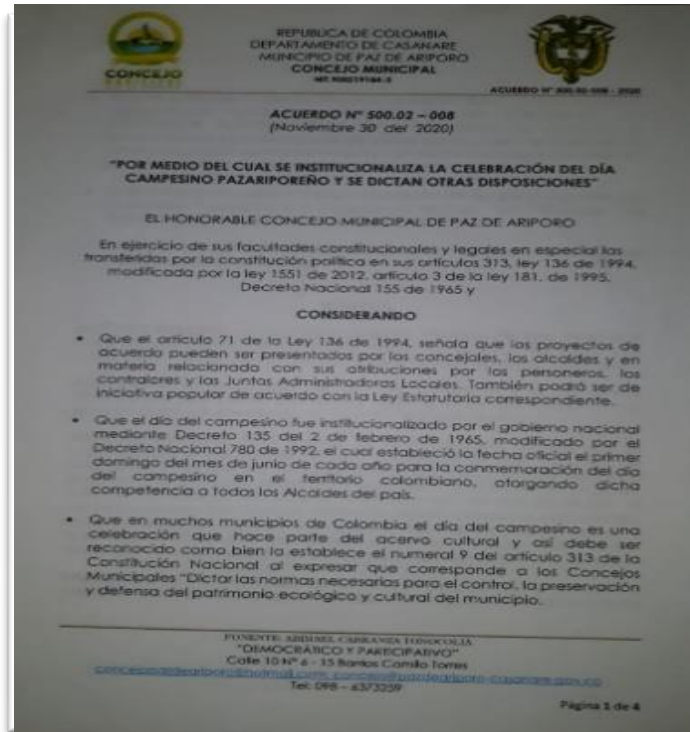 CONCEJO
MUNICIPAL
REPUBLICA DE COLOMBIA
DEPARTAMENTO DE CASANARE
MUNICIPIO DE PAZ DE ARIPORO
CONCEJO MUNICIPAL
ACUERDO N° 500.02-008 - 2020
ACUERDO N° 500.02 – 008
(Noviembre 30 del 2020)
"POR MEDIO DEL CUAL SE INSTITUCIONALIZA LA CELEBRACIÓN DEL DÍA
CAMPESINO PAZARIPOREÑO Y SE DICTAN OTRAS DISPOSICIONES"
EL HONORABLE CONCEJO MUNICIPAL DE PAZ DE ARIPORO
En ejercicio de sus facultades constitucionales y legales en especial las
transferidas por la constitución política en sus artículos 313, ley 136 de 1994,
modificada por la ley 1551 de 2012, artículo 3 de la ley 181, de 1995,
Decreto Nacional 155 de 1965 y
CONSIDERANDO
• Que el artículo 71 de la Ley 136 de 1994, señala que los proyectos de
acuerdo pueden ser presentados por los concejales, los alcaldes y en
materia relacionada con sus atribuciones por los personeros, los
contralores y las Juntas Administradoras Locales. También podrá ser de
iniciativa popular de acuerdo con la Ley Estatutaria correspondiente.
• Que el día del campesino fue institucionalizado por el gobierno nacional
mediante Decreto 135 del 2 de febrero de 1965, modificado por el
Decreto Nacional 780 de 1992, el cual estableció la fecha oficial el primer
domingo del mes de junio de cada año para la conmemoración del día
del campesino en el territorio colombiano, otorgando dicha
competencia a todos los Alcaldes del país.
• Que en muchos municipios de Colombia el día del campesino es una
celebración que hace parte del acervo cultural y así debe ser
reconocido como bien la establece el numeral 9 del artículo 313 de la
Constitución Nacional al expresar que corresponde a los Concejos
Municipales "Dictar las normas necesarias para el control, la preservación
y defensa del patrimonio ecológico y cultural del municipio.
PONENTE: CARRANZA
"DEMOCRÁTICO Y PARTICIPATIVO"
Calle 10 N° 6 - 15 Barrios Camilo Torres
Tel: 098 – 6373259
Página 1 de 4